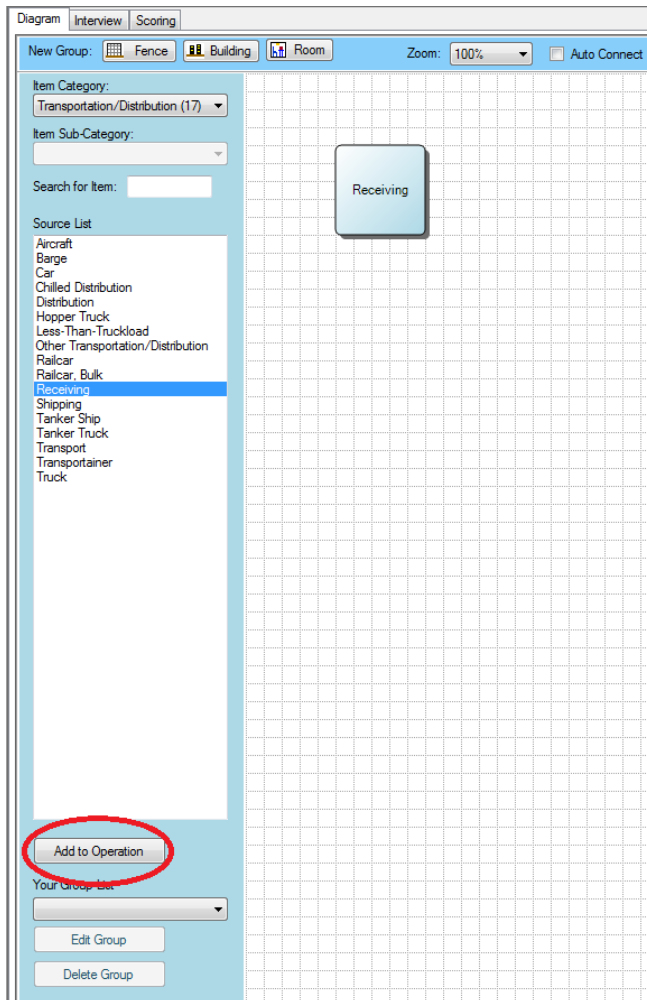 Diagram Interview Scoring
New Group: Fence Building Room Zoom: 100% Auto Connect
Item Category:
Transportation/Distribution (17)
Item Sub-Category:
Search for Item:
Source List
Aircraft
Barge
Car
Chilled Distribution
Distribution
Hopper Truck
Less-Than-Truckload
Other Transportation/Distribution
Railcar
Railcar, Bulk
Receiving
Shipping
Tanker Ship
Tanker Truck
Transport
Transportainer
Truck
Receiving
Add to Operation
Your Group List
Edit Group
Delete Group